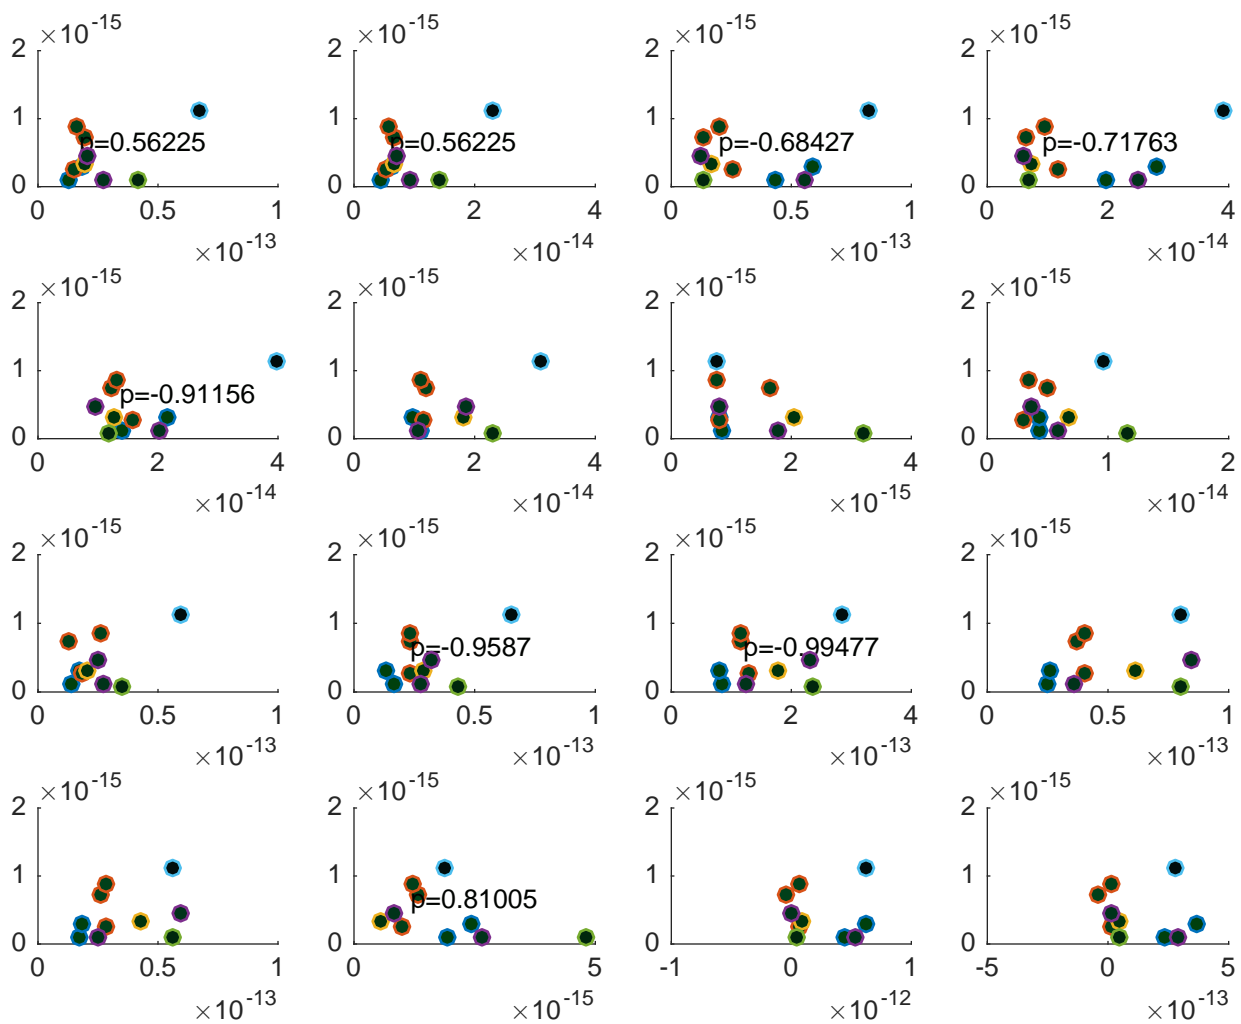 ×10-15 ×10-15 ×10-15 ×10-15
2 2 2 2
1 1 1 1
p=0.56225 p=0.56225 p=-0.68427 p=-0.71763
0 0 0 0
0 0.5 1 0 2 4 0 0.5 1 0 2 4
×10-13 ×10-14 ×10-13 ×10-14
×10-15 ×10-15 ×10-15 ×10-15
2 2 2 2
1 1 1 1
p=-0.91156
0 0 0 0
0 2 4 0 2 4 0 2 4 0 1 2
×10-14 ×10-14 ×10-15 ×10-14
×10-15 ×10-15 ×10-15 ×10-15
2 2 2 2
1 1 1 1
p=-0.9587 p=-0.99477
0 0 0 0
0 0.5 1 0 0.5 1 0 2 4 0 0.5 1
×10-13 ×10-13 ×10-13 ×10-13
×10-15 ×10-15 ×10-15 ×10-15
2 2 2 2
1 1 1 1
p=0.81005
0 0 0 0
0 0.5 1 0 5 -1 0 1 -5 0 5
×10-13 ×10-15 ×10-12 ×10-13